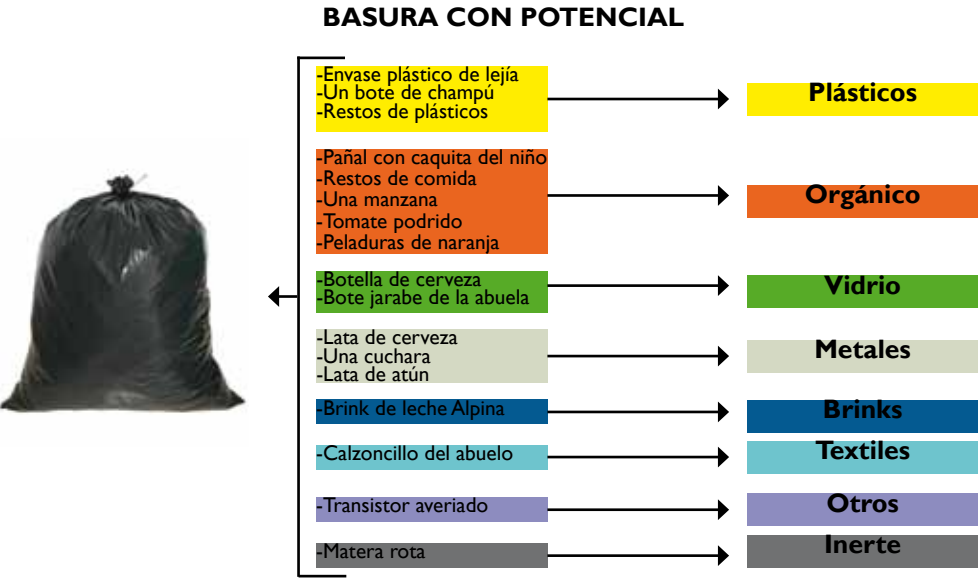 BASURA CON POTENCIAL
-Envase plástico de lejía
-Un bote de champú
-Restos de plásticos
Plásticos
-Pañal con caquita del niño
-Restos de comida
-Una manzana
-Tomate podrido
-Peladuras de naranja
Orgánico
-Botella de cerveza
-Bote jarabe de la abuela
Vidrio
-Lata de cerveza
-Una cuchara
-Lata de atún
Metales
-Brink de leche Alpina
Brinks
-Calzoncillo del abuelo
Textiles
-Transistor averiado
Otros
-Matera rota
Inerte